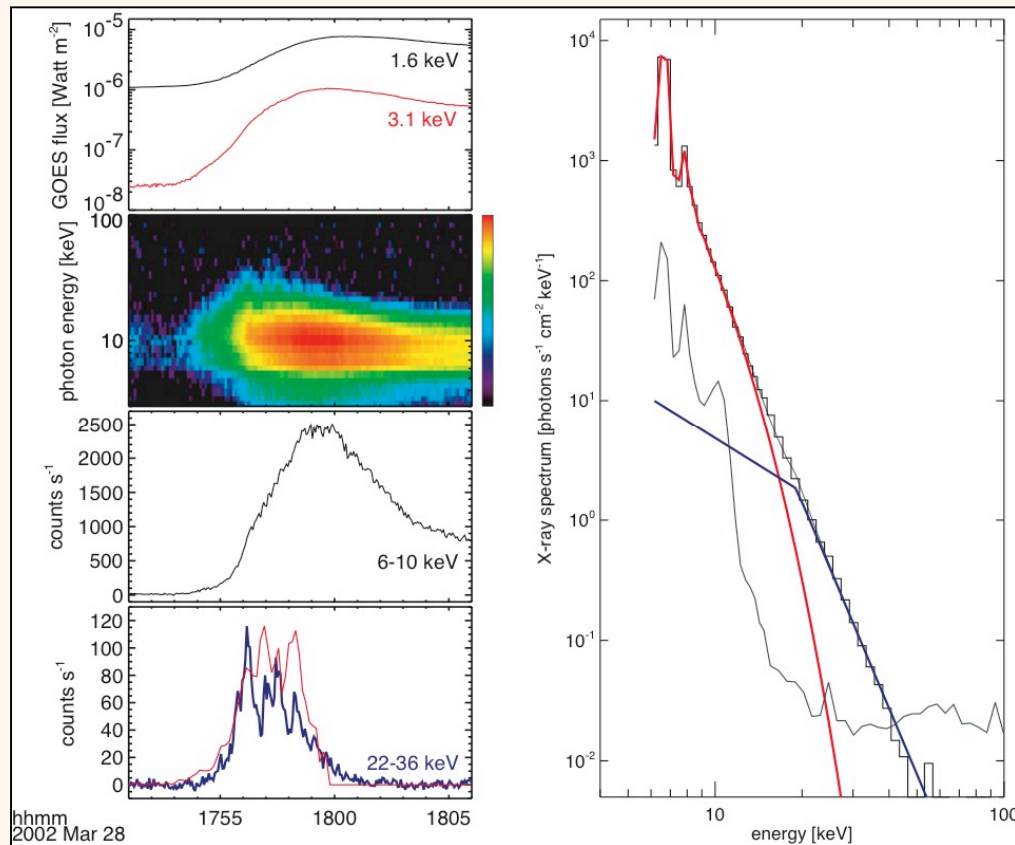 GOES flux [Watt m-2]
10-5
10-6
10-7
10-8
1.6 keV
3.1 keV
photon energy [keV]
100
10
counts s-1
2500
2000
1500
1000
500
0
6-10 keV
counts s-1
120
100
80
60
40
20
0
22-36 keV
1755
1800
1805
hhmm
2002 Mar 28
X-ray spectrum [photons s-1 cm-2 keV-1]
104
103
102
101
100
10-1
10-2
10
100
energy [keV]